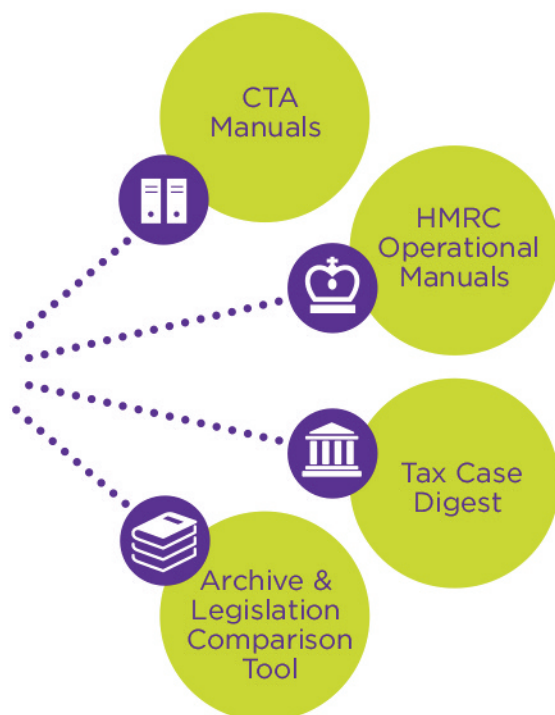 CTA
Manuals
HMRC
Operational
Manuals
Tax Case
Digest
Archive &
Legislation
Comparison
Tool